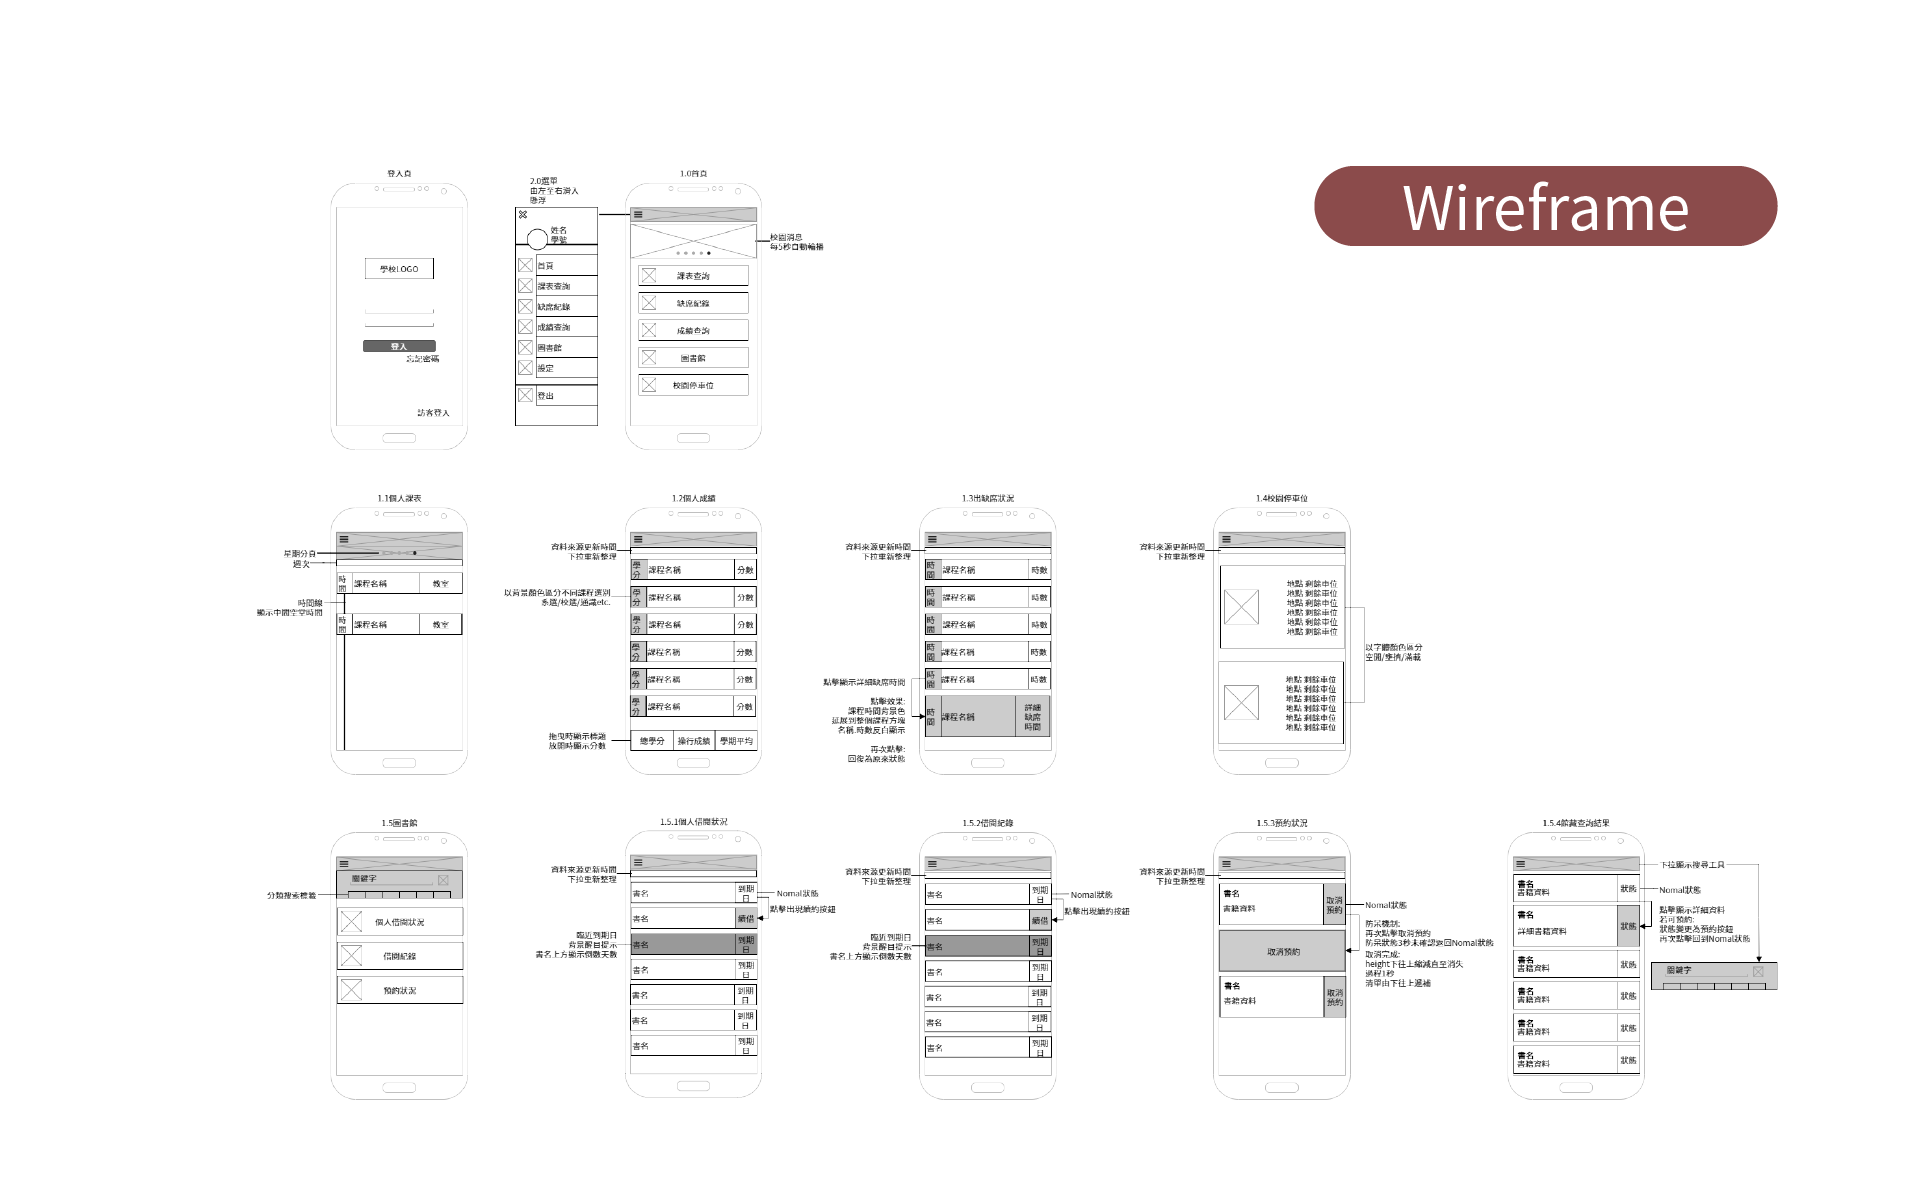 Wireframe
登入頁
學校LOGO
登入
忘記密碼
訪客登入
2.0選單
由左至右滑入
懸浮
姓名
學號
首頁
課表查詢
缺席紀錄
成績查詢
圖書館
設定
登出
1.0首頁
校園消息
每5秒自動輪播
課表查詢
缺席紀錄
成績查詢
圖書館
校園停車位
1.1個人課表
星期分頁
週次
時間
課程名稱
教室
時間線
顯示中間空堂時間
時間
課程名稱
教室
1.2個人成績
資料來源更新時間
下拉重新整理
以背景顏色區分不同課程選別
系選/校選/通識etc.
學分
課程名稱
分數
學分
課程名稱
分數
學分
課程名稱
分數
學分
課程名稱
分數
學分
課程名稱
分數
學分
課程名稱
分數
拖曳時顯示標題
放開時顯示分數
總學分
操行成績
學期平均
1.3出缺席狀況
資料來源更新時間
下拉重新整理
時間
課程名稱
時數
時間
課程名稱
時數
時間
課程名稱
時數
時間
課程名稱
時數
時間
課程名稱
時數
點擊顯示詳細缺席時間
點擊效果:
課程時間背景色
延展到整個課程方塊
名稱.時數反白顯示
再次點擊:
回復為原來狀態
時間
課程名稱
詳細
缺席
時間
1.4校園停車位
資料來源更新時間
下拉重新整理
地點 剩餘車位
地點 剩餘車位
地點 剩餘車位
地點 剩餘車位
地點 剩餘車位
地點 剩餘車位
地點 剩餘車位
地點 剩餘車位
地點 剩餘車位
地點 剩餘車位
地點 剩餘車位
地點 剩餘車位
以字體顏色區分
空閒/壅擠/滿載
1.5圖書館
分類搜索標籤
關鍵字
個人借閱狀況
借閱紀錄
預約狀況
1.5.1個人借閱狀況
資料來源更新時間
下拉重新整理
書名
到期日
Nomal狀態
書名
續借
點擊出現續約按鈕
臨近到期日
背景醒目提示
書名上方顯示倒數天數
書名
到期日
書名
到期日
書名
到期日
書名
到期日
書名
到期日
1.5.2借閱紀錄
資料來源更新時間
下拉重新整理
書名
到期日
Nomal狀態
書名
續借
點擊出現續約按鈕
臨近到期日
背景醒目提示
書名上方顯示倒數天數
書名
到期日
書名
到期日
書名
到期日
書名
到期日
書名
到期日
1.5.3預約狀況
資料來源更新時間
下拉重新整理
書名
書籍資料
取消
預約
Nomal狀態
防呆機制:
再次點擊取消預約
防呆狀態3秒未確認返回Nomal狀態
取消完成:
height下往上縮減直至消失
過程1秒
清單由下往上遞補
取消預約
書名
書籍資料
取消
預約
1.5.4館藏查詢結果
下拉顯示搜尋工具
書名
書籍資料
狀態
Nomal狀態
書名
詳細書籍資料
狀態
點擊顯示詳細資料
若可預約:
狀態變更為預約按鈕
再次點擊回到Nomal狀態
關鍵字
書名
書籍資料
狀態
書名
書籍資料
狀態
書名
書籍資料
狀態
書名
書籍資料
狀態